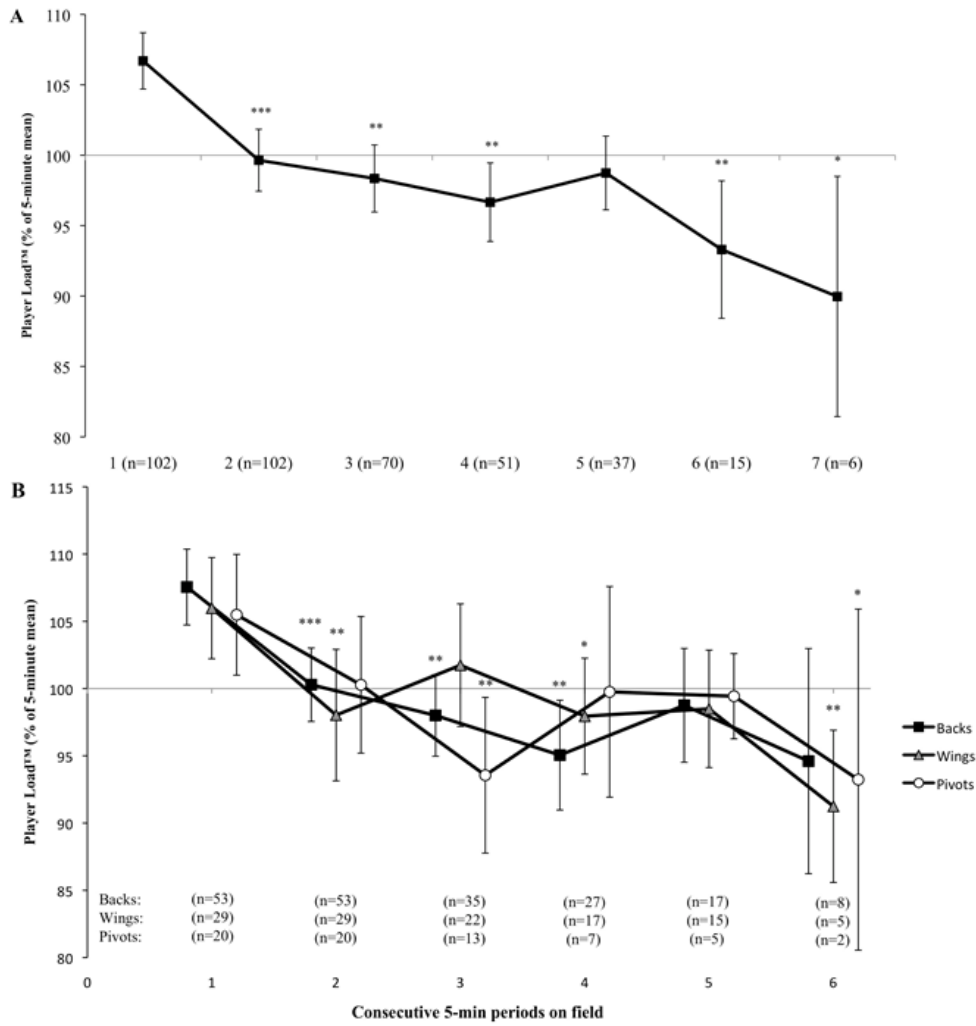 A
110
105
100
95
90
85
80
Player Load™ (% of 5-minute mean)
***
**
**
**
*
1 (n=102) 2 (n=102) 3 (n=70) 4 (n=51) 5 (n=37) 6 (n=15) 7 (n=6)
B
115
110
105
100
95
90
85
80
Player Load™ (% of 5-minute mean)
***
**
**
**
**
*
**
*
Backs
Wings
Pivots
Backs: (n=53) (n=53) (n=35) (n=27) (n=17) (n=8)
Wings: (n=29) (n=29) (n=22) (n=17) (n=15) (n=5)
Pivots: (n=20) (n=20) (n=13) (n=7) (n=5) (n=2)
0 1 2 3 4 5 6
Consecutive 5-min periods on field